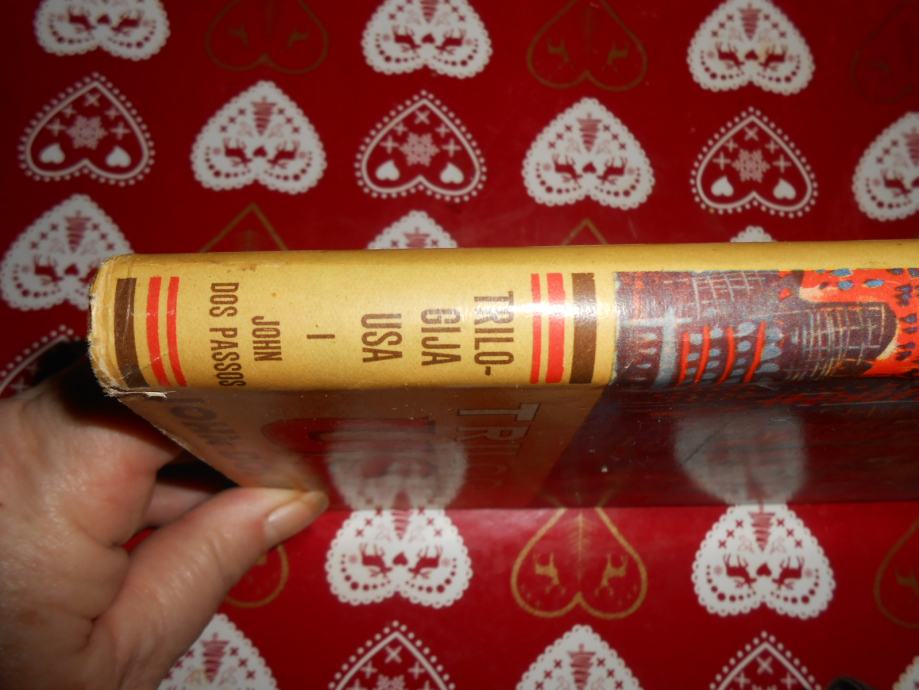 JOHN
DOS PASSOS
I
TRILO-
GIJA
USA